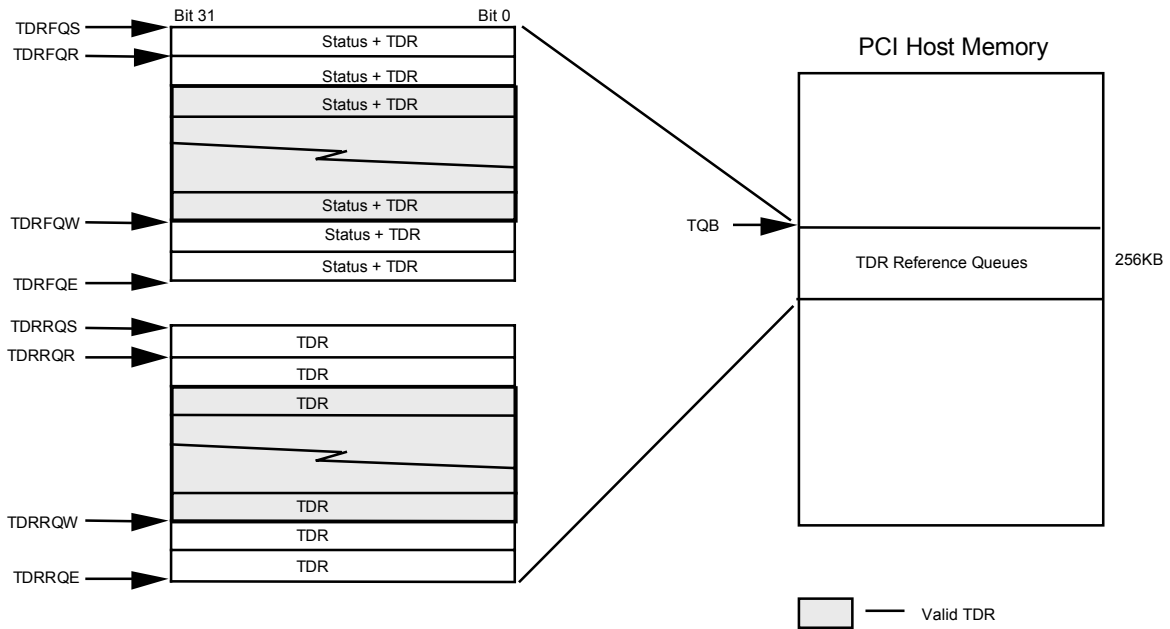 Bit 31 Bit 0
TDRFQS
Status + TDR
TDRFQR
Status + TDR
Status + TDR
Status + TDR
TDRFQW
Status + TDR
Status + TDR
TDRFQE
TDRRQS
TDR
TDRRQR
TDR
TDR
TDR
TDRRQW
TDR
TDR
TDRRQE
PCI Host Memory
TQB
TDR Reference Queues
256KB
Valid TDR